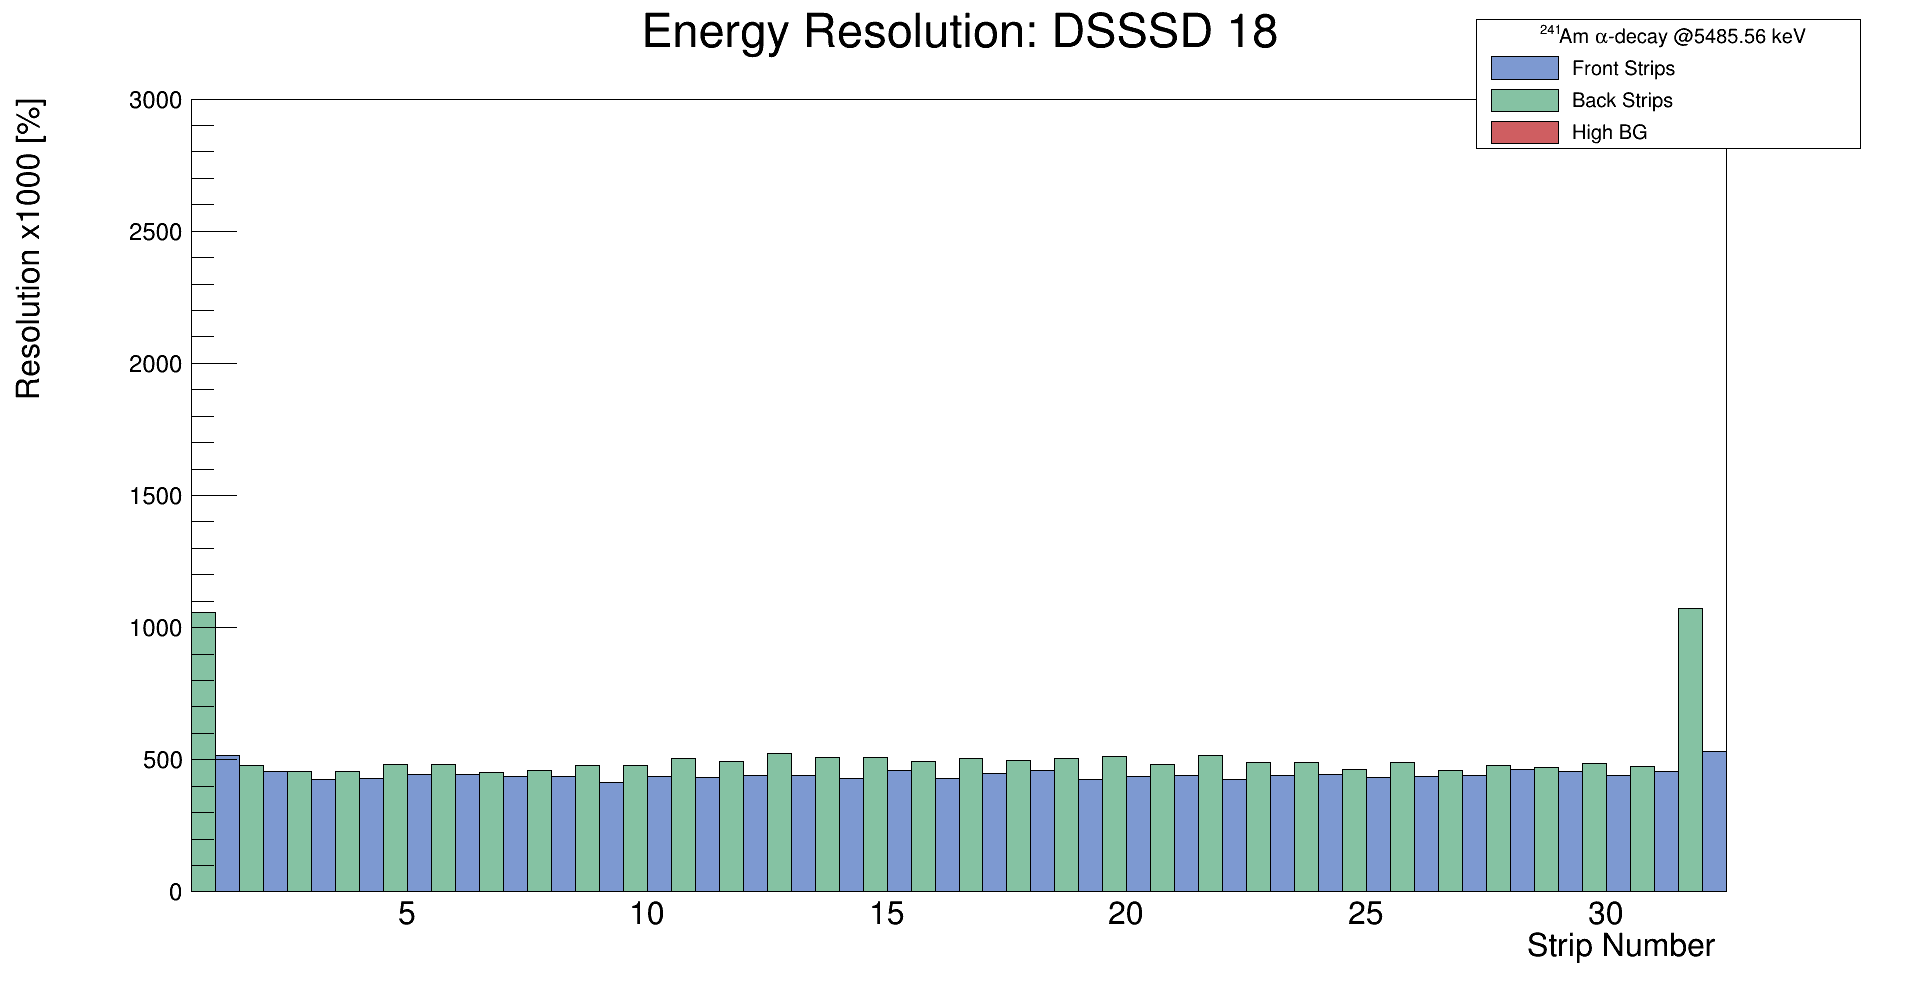 Energy Resolution: DSSSD 18
²⁴¹Am α-decay @5485.56 keV
Front Strips
Back Strips
High BG
Resolution x1000 [%]
3000
2500
2000
1500
1000
500
0
5 10 15 20 25 30
Strip Number